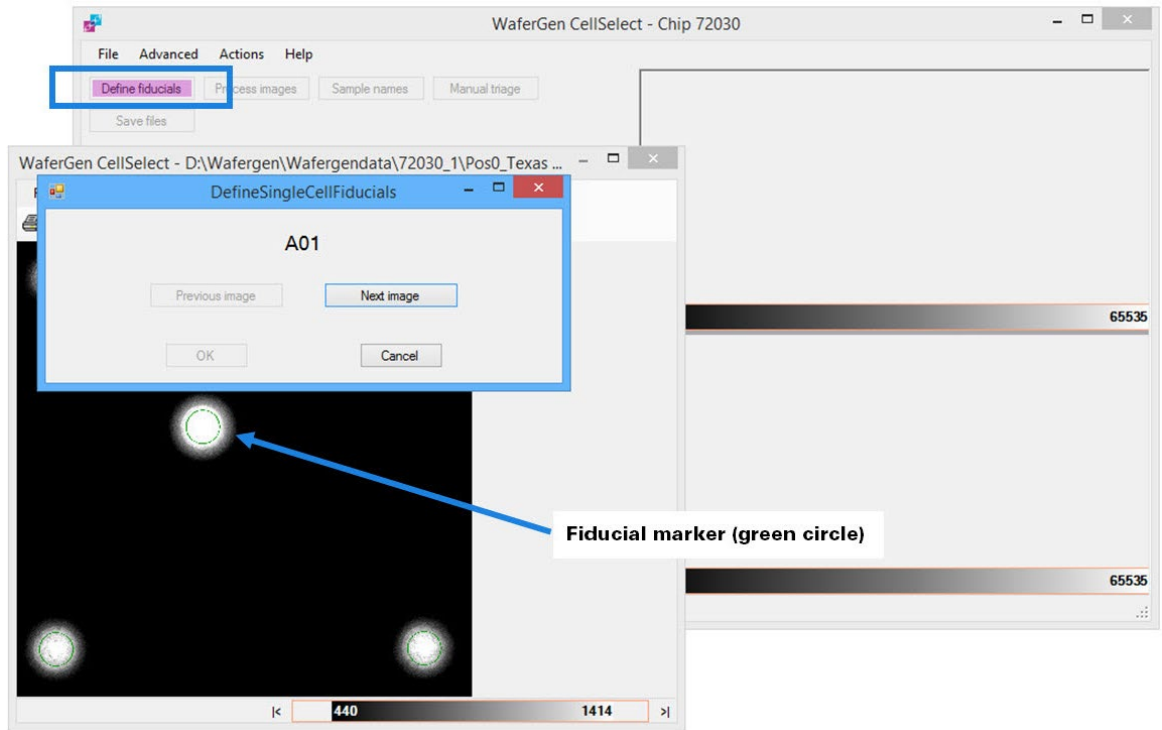 WaferGen CellSelect - Chip 72030
File Advanced Actions Help
Define fiducials Process images Sample names Manual triage
Save files
WaferGen CellSelect - D:\Wafergen\Wafergendata\72030_1\Pos0_Texas ...
DefineSingleCellFiducials
A01
Previous image Next image
OK Cancel
65535
Fiducial marker (green circle)
65535
440 1414